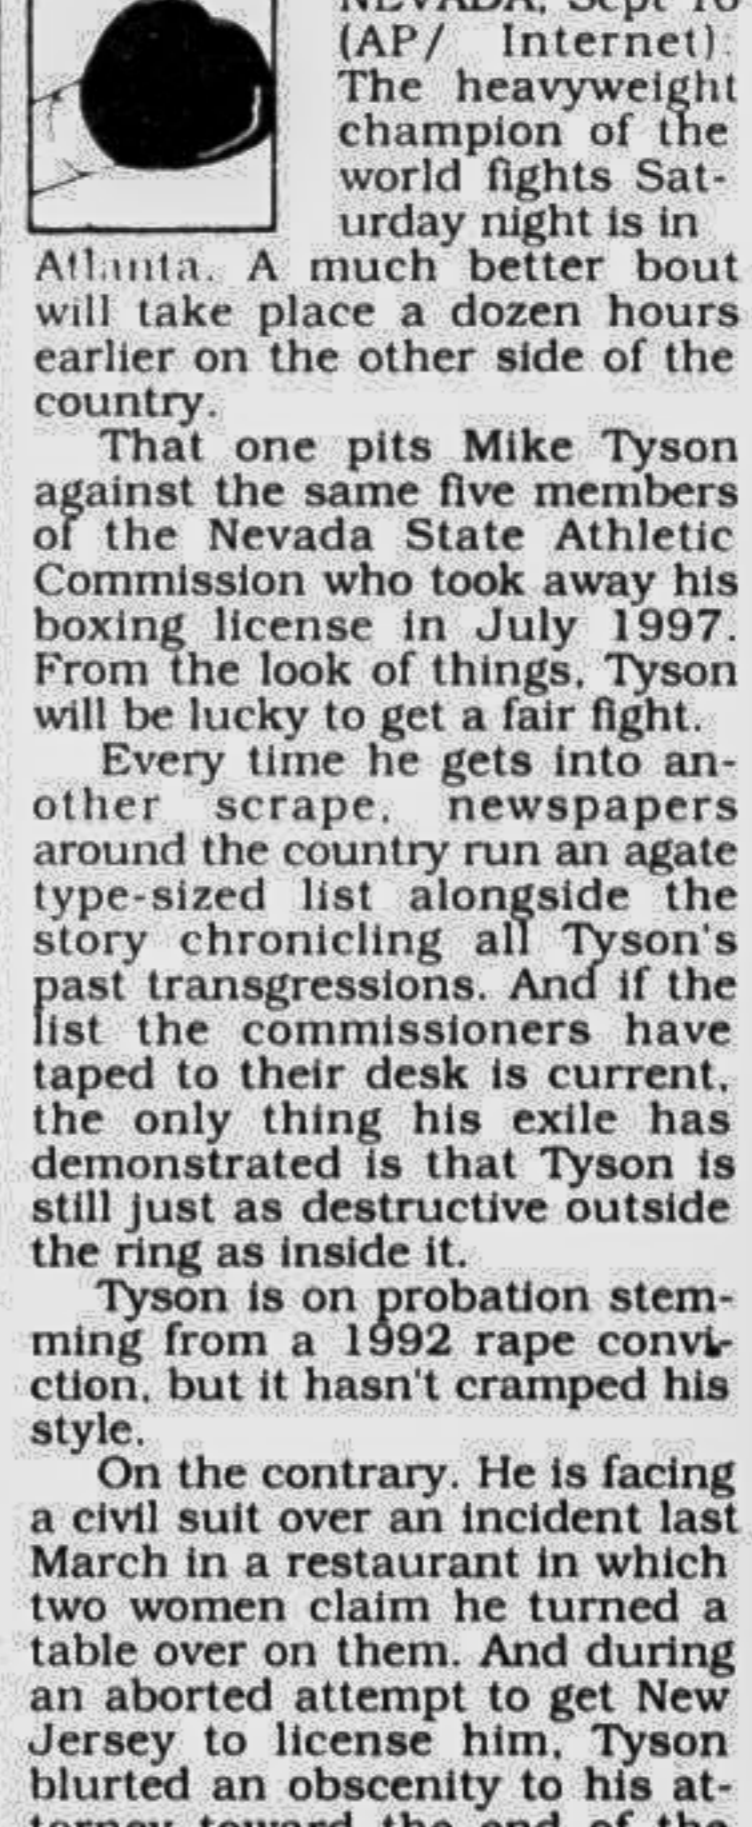 NEVADA, Sept 18
(AP/ Internet):
The heavyweight
champion of the
world fights Sat-
urday night is in
Atlanta. A much better bout
will take place a dozen hours
earlier on the other side of the
country.
That one pits Mike Tyson
against the same five members
of the Nevada State Athletic
Commission who took away his
boxing license in July 1997.
From the look of things, Tyson
will be lucky to get a fair fight.
Every time he gets into an-
other scrape, newspapers
around the country run an agate
type-sized list alongside the
story chronicling all Tyson's
past transgressions. And if the
list the commissioners have
taped to their desk is current,
the only thing his exile has
demonstrated is that Tyson is
still just as destructive outside
the ring as inside it.
Tyson is on probation stem-
ming from a 1992 rape convi-
ction, but it hasn't cramped his
style.
On the contrary. He is facing
a civil suit over an incident last
March in a restaurant in which
two women claim he turned a
table over on them. And during
an aborted attempt to get New
Jersey to license him, Tyson
blurted an obscenity to his at-
torney toward the end of the